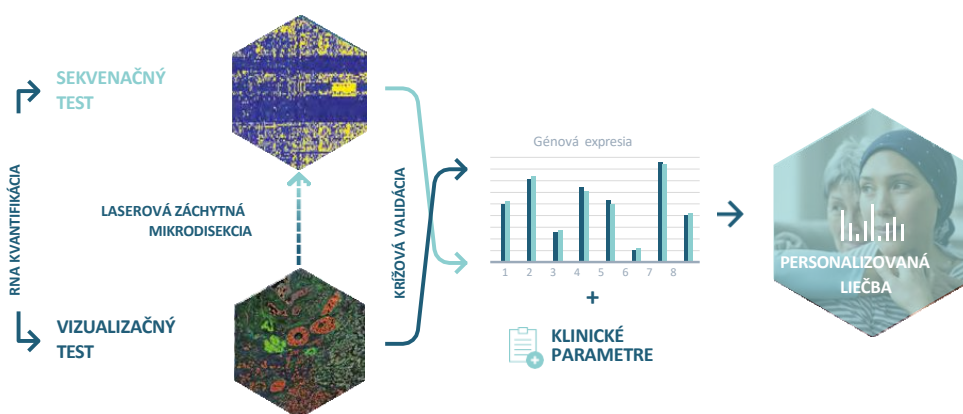 RNA KVANTIFIKÁCIA
SEKVENAČNÝ
TEST
LASEROVÁ ZÁCHYTNÁ
MIKRODISEKCIA
VIZUALIZAČNÝ
TEST
KRÍŽOVÁ VALIDÁCIA
Génová expresia
1 2 3 4 5 6 7 8
+
KLINICKÉ
PARAMETRE
PERSONALIZOVANÁ
LIEČBA